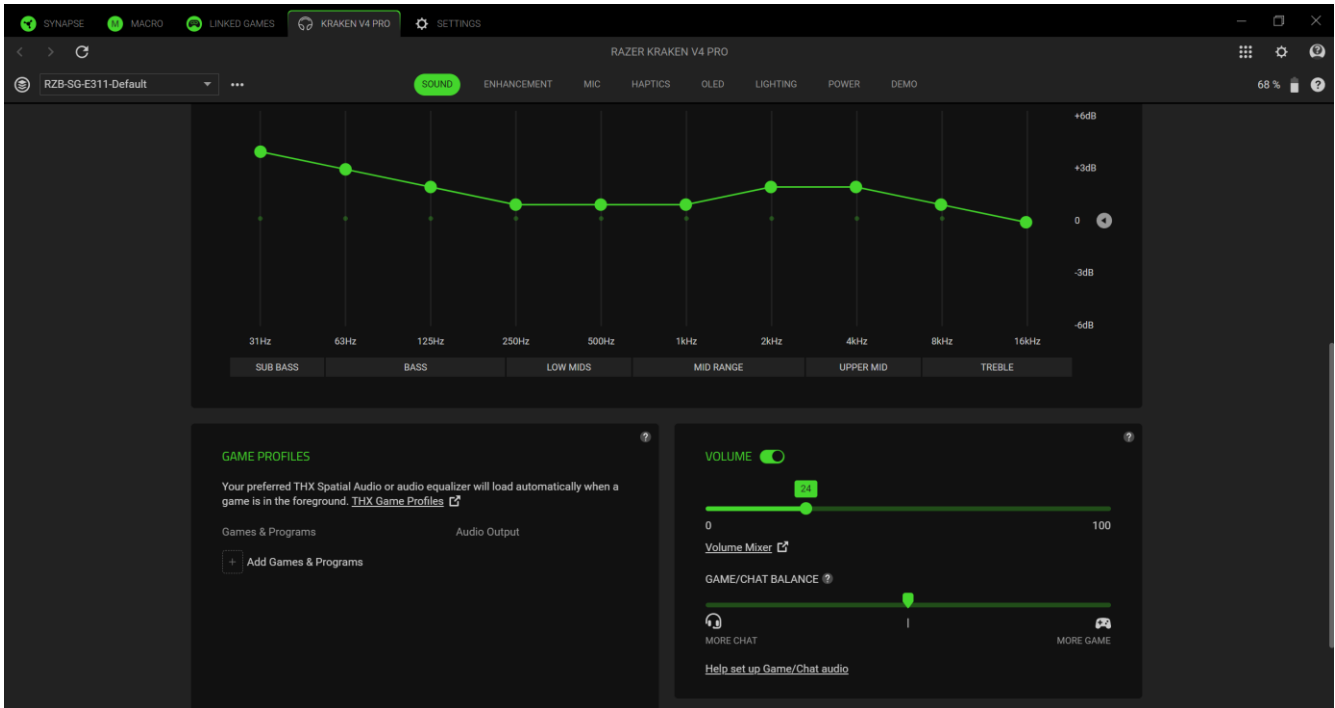 SYNAPSE M MACRO LINKED GAMES KRAKEN V4 PRO SETTINGS
RAZER KRAKEN V4 PRO
RZB-SG-E311-Default SOUND ENHANCEMENT MIC HAPTICS OLED LIGHTING POWER DEMO 68 % ?
+6dB
+3dB
0
-3dB
-6dB
31Hz 63Hz 125Hz 250Hz 500Hz 1kHz 2kHz 4kHz 8kHz 16kHz
SUB BASS BASS LOW MIDS MID RANGE UPPER MID TREBLE
?
GAME PROFILES
Your preferred THX Spatial Audio or audio equalizer will load automatically when a
game is in the foreground. THX Game Profiles
Games & Programs Audio Output
+ Add Games & Programs
?
VOLUME
24
0 100
Volume Mixer
GAME/CHAT BALANCE ?
MORE CHAT MORE GAME
Help set up Game/Chat audio